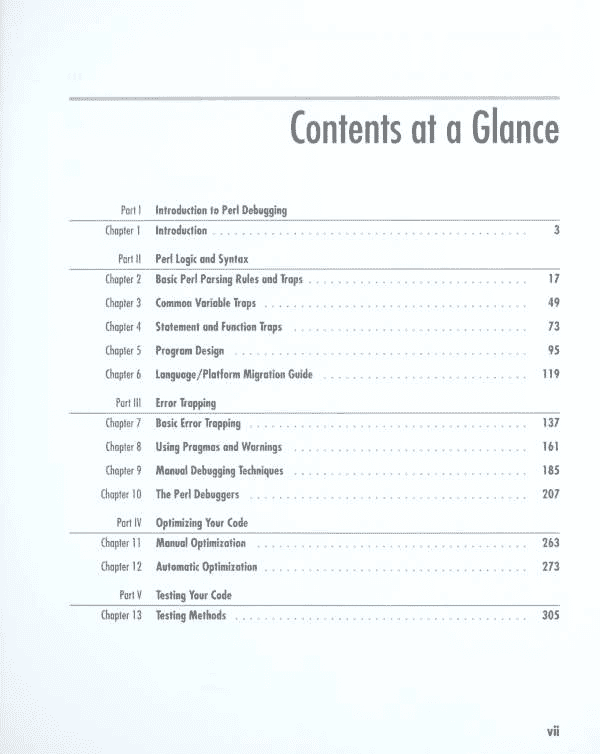 Contents at a Glance
Part I Introduction to Perl Debugging
Chapter 1 Introduction . . . . . . . . . . . . . . . . . . . . . . . . . . . . . . . . . . . . . . . . . . . 3
Part II Perl Logic and Syntax
Chapter 2 Basic Perl Parsing Rules and Traps . . . . . . . . . . . . . . . . . . . . . . . . . . . . . . 17
Chapter 3 Common Variable Traps . . . . . . . . . . . . . . . . . . . . . . . . . . . . . . . . . . . . 49
Chapter 4 Statement and Function Traps . . . . . . . . . . . . . . . . . . . . . . . . . . . . . . . . 73
Chapter 5 Program Design . . . . . . . . . . . . . . . . . . . . . . . . . . . . . . . . . . . . . . . . 95
Chapter 6 Language/Platform Migration Guide . . . . . . . . . . . . . . . . . . . . . . . . . . . . 119
Part III Error Trapping
Chapter 7 Basic Error Trapping . . . . . . . . . . . . . . . . . . . . . . . . . . . . . . . . . . . . . . 137
Chapter 8 Using Pragmas and Warnings . . . . . . . . . . . . . . . . . . . . . . . . . . . . . . . . 161
Chapter 9 Manual Debugging Techniques . . . . . . . . . . . . . . . . . . . . . . . . . . . . . . . . 185
Chapter 10 The Perl Debuggers . . . . . . . . . . . . . . . . . . . . . . . . . . . . . . . . . . . . . . 207
Part IV Optimizing Your Code
Chapter 11 Manual Optimization . . . . . . . . . . . . . . . . . . . . . . . . . . . . . . . . . . . . . 263
Chapter 12 Automatic Optimization . . . . . . . . . . . . . . . . . . . . . . . . . . . . . . . . . . . . 273
Part V Testing Your Code
Chapter 13 Testing Methods . . . . . . . . . . . . . . . . . . . . . . . . . . . . . . . . . . . . . . . . 305
vii